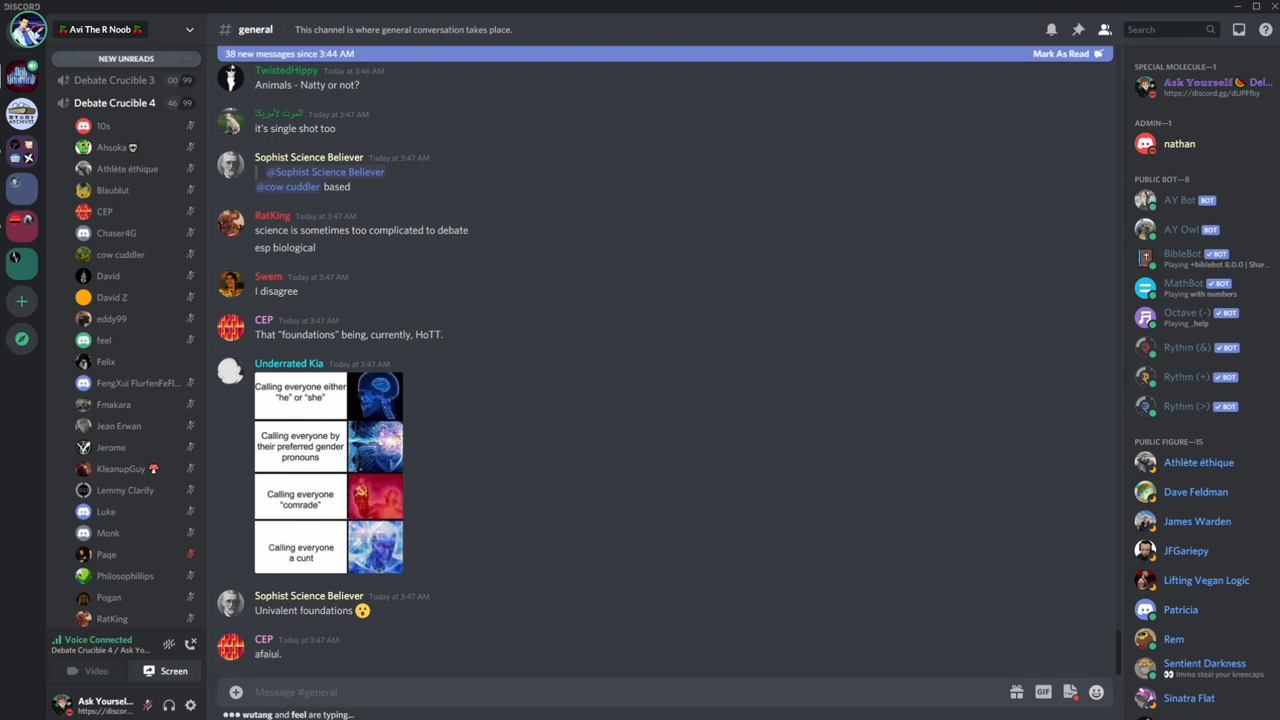 DISCORD
Avi The R Noob
# general
This channel is where general conversation takes place.
Search
NEW UNREADS
Debate Crucible 3 00 99
Debate Crucible 4 46 99
10s
Ahsoka
Athlète éthique
Blaublut
CEP
Chaser4G
cow cuddler
David
David Z
eddy99
feel
Felix
FengXui FlurfenFeFl...
Fmakara
Jean Erwan
Jerome
KleanupGuy
Lemmy Clarify
Luke
Monk
Paqe
Philosophillips
Pogan
RatKing
Voice Connected
Debate Crucible 4 / Ask Yo...
Video
Screen
Ask Yoursel...
https://discor...
38 new messages since 3:44 AM
Mark As Read
TwistedHippy Today at 3:46 AM
Animals - Natty or not?
الموت لأمريكا Today at 3:47 AM
it's single shot too
Sophist Science Believer Today at 3:47 AM
@Sophist Science Believer
@cow cuddler based
RatKing Today at 3:47 AM
science is sometimes too complicated to debate
esp biological
Swem Today at 3:47 AM
I disagree
CEP Today at 3:47 AM
That "foundations" being, currently, HoTT.
Underrated Kia Today at 3:47 AM
Calling everyone either
"he" or "she"
Calling everyone by
their preferred gender
pronouns
Calling everyone
"comrade"
Calling everyone
a cunt
Sophist Science Believer Today at 3:47 AM
Univalent foundations 😮
CEP Today at 3:47 AM
afaiui.
Message #general
GIF
wutang and feel are typing...
SPECIAL MOLECULE—1
Ask Yourself 🍉 Del...
https://discord.gg/dUPFfby
ADMIN—1
nathan
PUBLIC BOT—8
AY Bot BOT
AY Owl BOT
BibleBot ✓ BOT
Playing +biblebot 8.0.0 | Shar...
MathBot ✓ BOT
Playing with numbers
Octave (-) ✓ BOT
Playing _help
Rythm (&) ✓ BOT
Rythm (+) ✓ BOT
Rythm (>) ✓ BOT
PUBLIC FIGURE—15
Athlète éthique
Dave Feldman
James Warden
JFGariepy
Lifting Vegan Logic
Patricia
Rem
Sentient Darkness
👀 Imma steal your kneecaps
Sinatra Flat